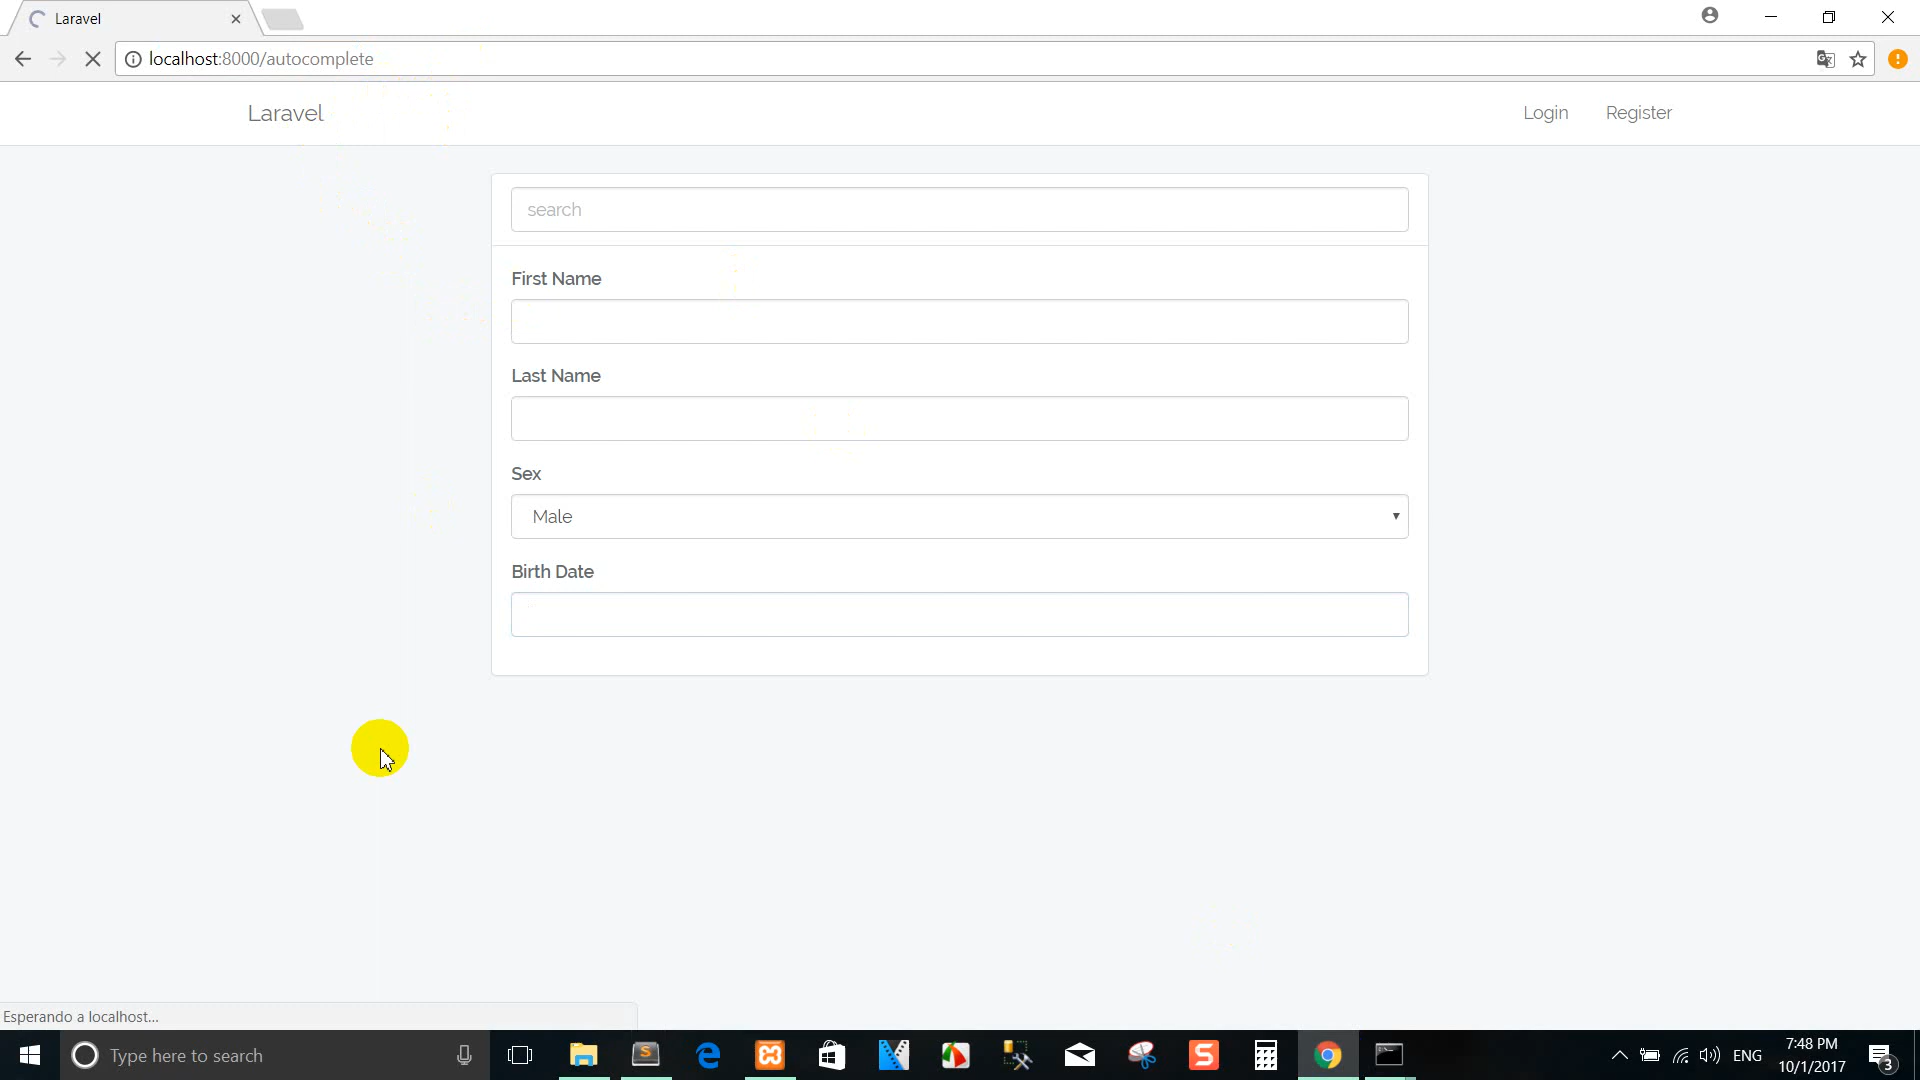 Laravel
localhost:8000/autocomplete
Laravel
Login
Register
search
First Name
Last Name
Sex
Male
Birth Date
Esperando a localhost...
Type here to search
ENG
7:48 PM
10/1/2017
3